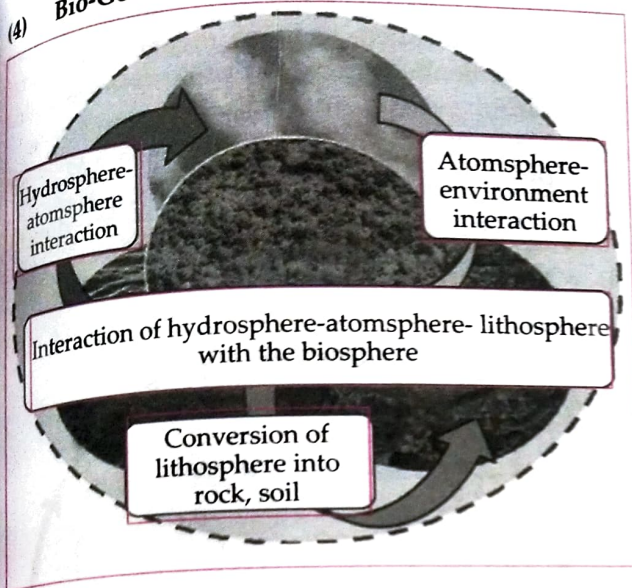 (4)
Hydrosphere-
atomsphere
interaction
Atomsphere-
environment
interaction
Interaction of hydrosphere-atomsphere- lithosphere
with the biosphere
Conversion of
lithosphere into
rock, soil